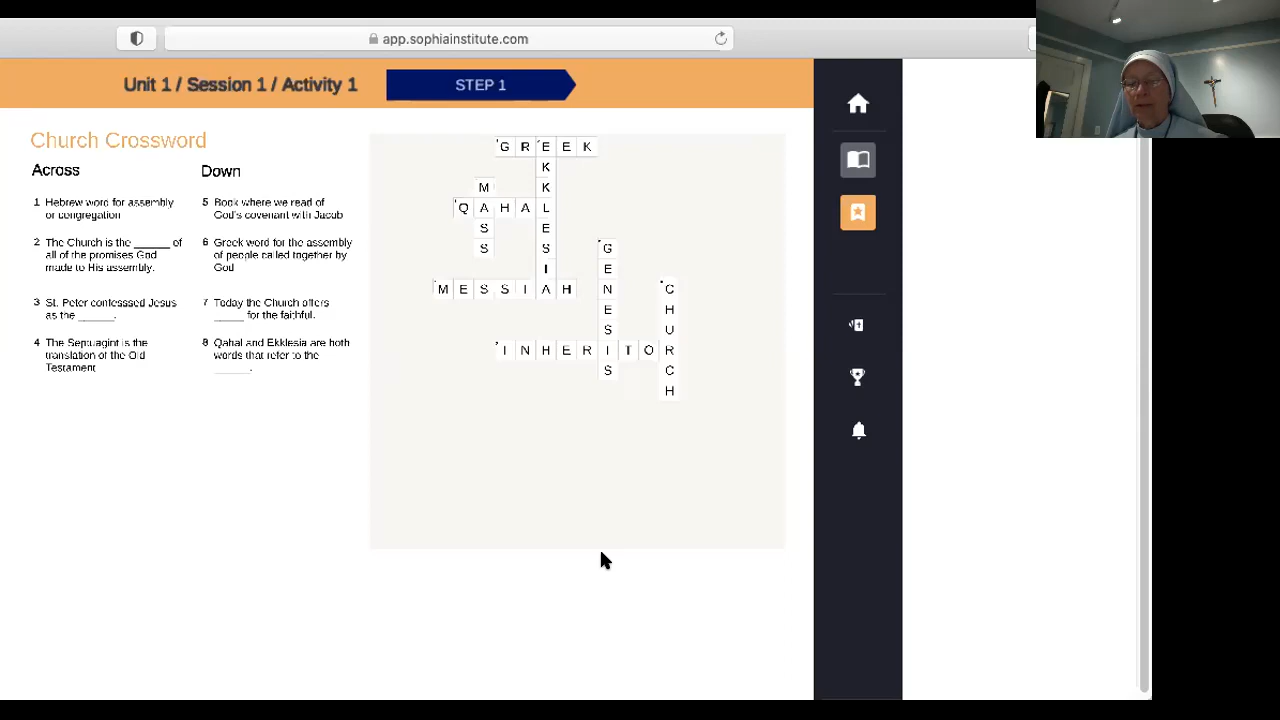 app.sophiainstitute.com
Unit 1 / Session 1 / Activity 1
STEP 1
Church Crossword
Across
1 Hebrew word for assembly
or congregation
2 The Church is the ______ of
all of the promises God
made to His assembly.
3 St. Peter confesssed Jesus
as the ______.
4 The Septuagint is the
translation of the Old
Testament
Down
5 Book where we read of
God's covenant with Jacob
6 Greek word for the assembly
of people called together by
God
7 Today the Church offers
_____ for the faithful.
8 Qahal and Ekklesia are both
words that refer to the
______.
GREEK
EKKLESIA
MASS
QAHAL
GENESIS
MESSIAH
CHURCH
INHERITOR